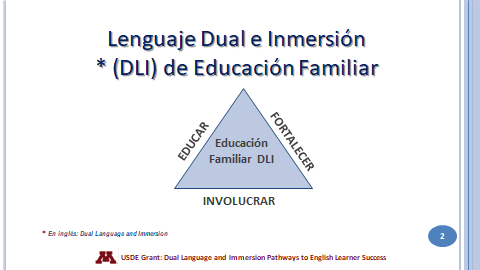 Lenguaje Dual e Inmersión
* (DLI) de Educación Familiar
EDUCAR
FORTALECER
Educación
Familiar DLI
INVOLUCRAR
* En inglés: Dual Language and Immersion
2
M
USDE Grant: Dual Language and Immersion Pathways to English Learner Success